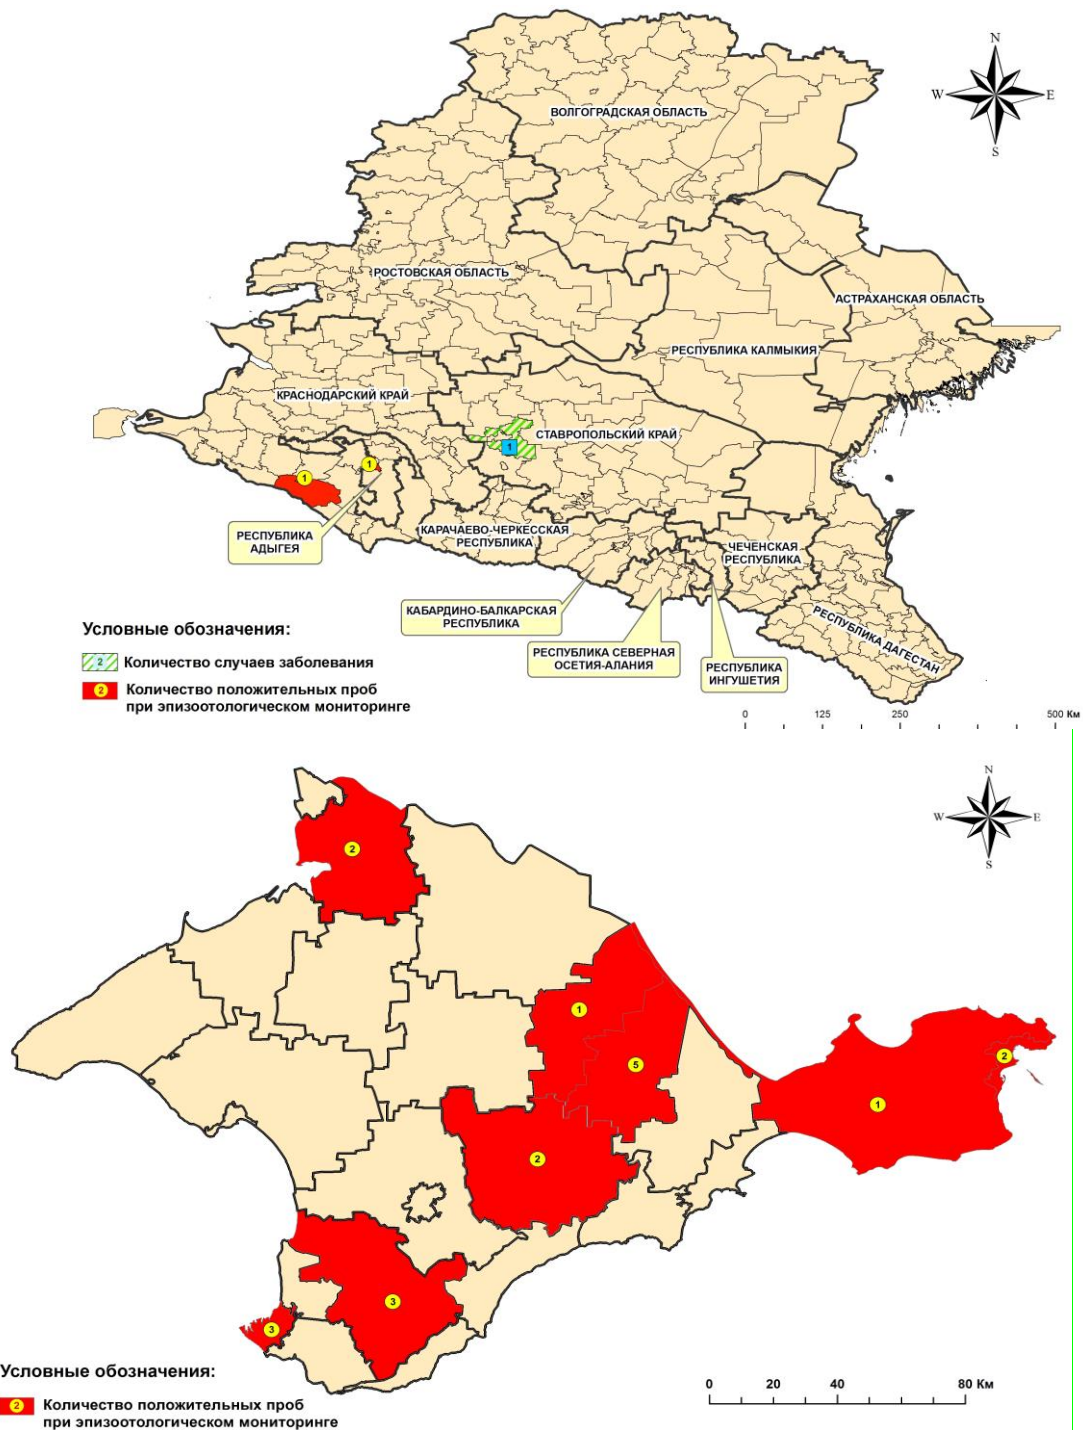 N
W E
S
ВОЛГОГРАДСКАЯ ОБЛАСТЬ
РОСТОВСКАЯ ОБЛАСТЬ
АСТРАХАНСКАЯ ОБЛАСТЬ
РЕСПУБЛИКА КАЛМЫКИЯ
КРАСНОДАРСКИЙ КРАЙ
СТАВРОПОЛЬСКИЙ КРАЙ
1
1
1
РЕСПУБЛИКА
АДЫГЕЯ
КАРАЧАЕВО-ЧЕРКЕССКАЯ
РЕСПУБЛИКА
ЧЕЧЕНСКАЯ
РЕСПУБЛИКА
КАБАРДИНО-БАЛКАРСКАЯ
РЕСПУБЛИКА
РЕСПУБЛИКА СЕВЕРНАЯ
ОСЕТИЯ-АЛАНИЯ
РЕСПУБЛИКА
ИНГУШЕТИЯ
РЕСПУБЛИКА ДАГЕСТАН
Условные обозначения:
2 Количество случаев заболевания
2 Количество положительных проб
при эпизоотологическом мониторинге
0 125 250 500 Км
N
W E
S
2
1
5
2
1
2
3
3
Условные обозначения:
2 Количество положительных проб
при эпизоотологическом мониторинге
0 20 40 80 Км